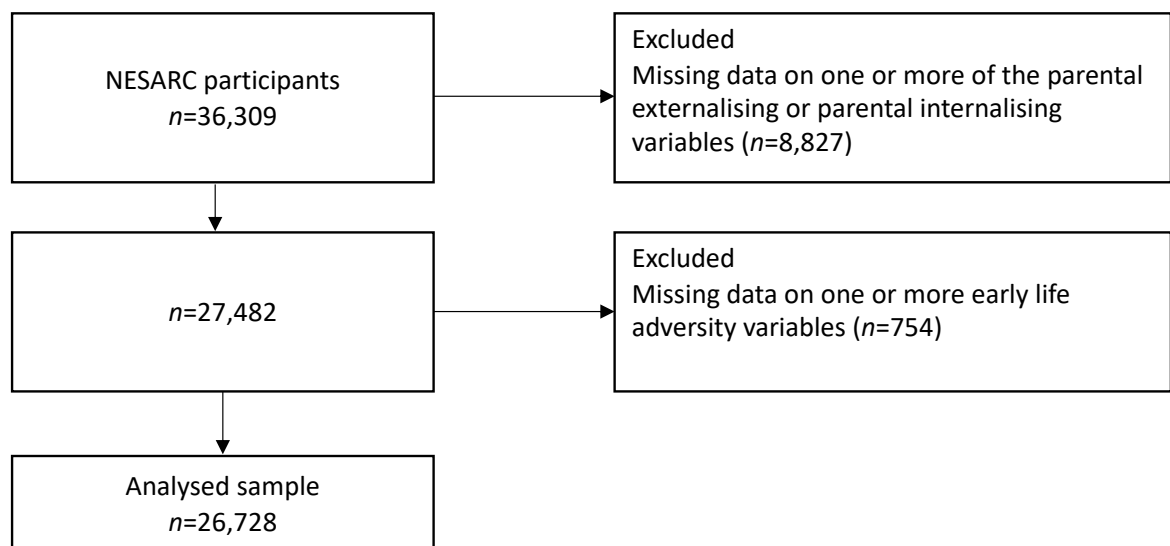 NESARC participants
n=36,309
Excluded
Missing data on one or more of the parental
externalising or parental internalising
variables (n=8,827)
n=27,482
Excluded
Missing data on one or more early life
adversity variables (n=754)
Analysed sample
n=26,728